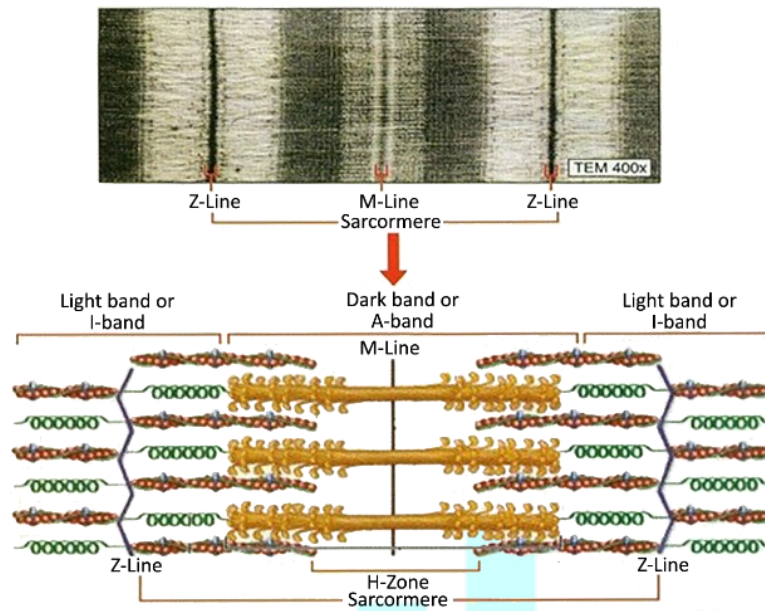 TEM 400x
Z-Line M-Line Z-Line
Sarcormere
Light band or Dark band or Light band or
I-band A-band I-band
M-Line
Z-Line Z-Line
H-Zone
Sarcormere